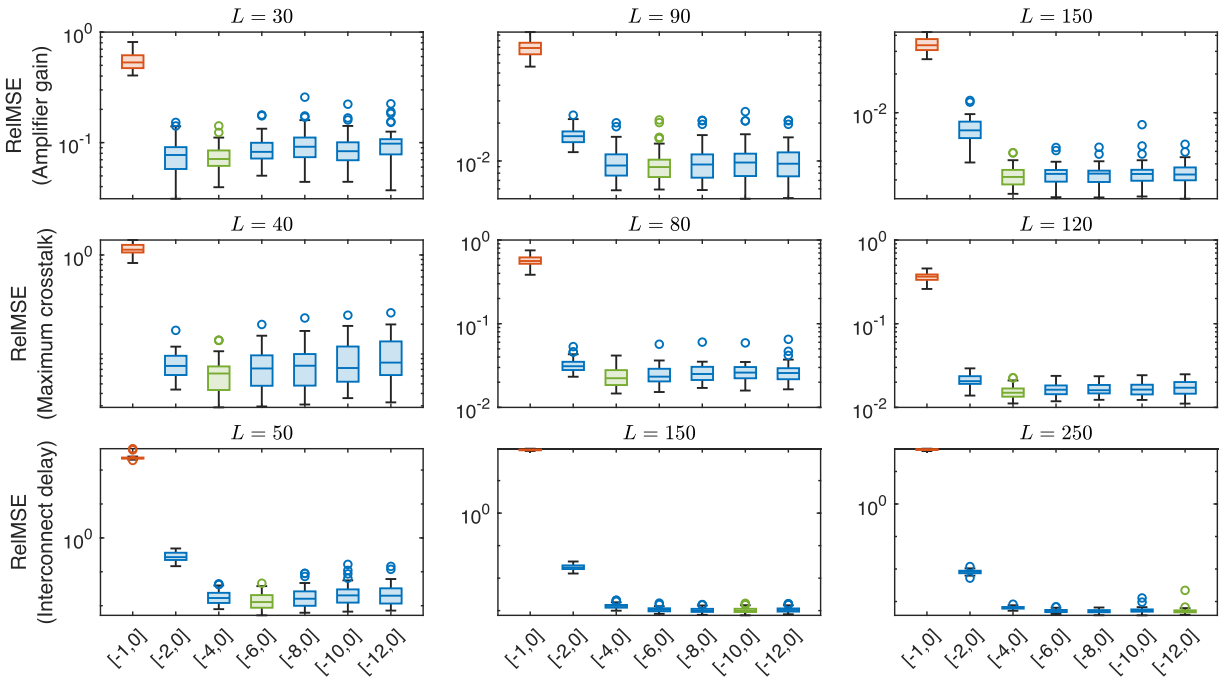 L = 30
L = 90
L = 150
RelMSE
(Amplifier gain)
10^0
10^-1
10^-2
10^-2
L = 40
L = 80
L = 120
RelMSE
(Maximum crosstalk)
10^0
10^0
10^-1
10^-2
10^0
10^-1
10^-2
L = 50
L = 150
L = 250
RelMSE
(Interconnect delay)
10^0
10^0
10^0
[-1,0] [-2,0] [-4,0] [-6,0] [-8,0] [-10,0] [-12,0]
[-1,0] [-2,0] [-4,0] [-6,0] [-8,0] [-10,0] [-12,0]
[-1,0] [-2,0] [-4,0] [-6,0] [-8,0] [-10,0] [-12,0]